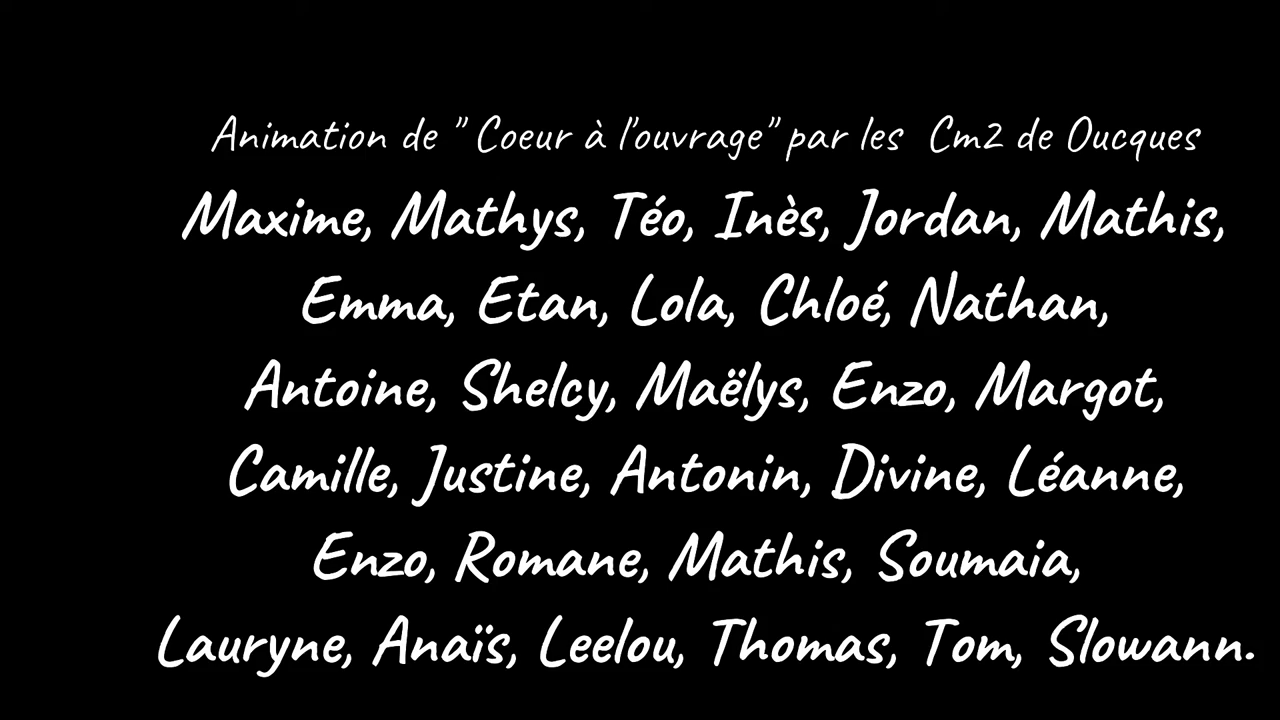 Animation de " Coeur à l'ouvrage" par les Cm2 de Oucques
Maxime, Mathys, Téo, Inès, Jordan, Mathis,
Emma, Etan, Lola, Chloé, Nathan,
Antoine, Shelcy, Maëlys, Enzo, Margot,
Camille, Justine, Antonin, Divine, Léanne,
Enzo, Romane, Mathis, Soumaia,
Lauryne, Anaïs, Leelou, Thomas, Tom, Slowann.